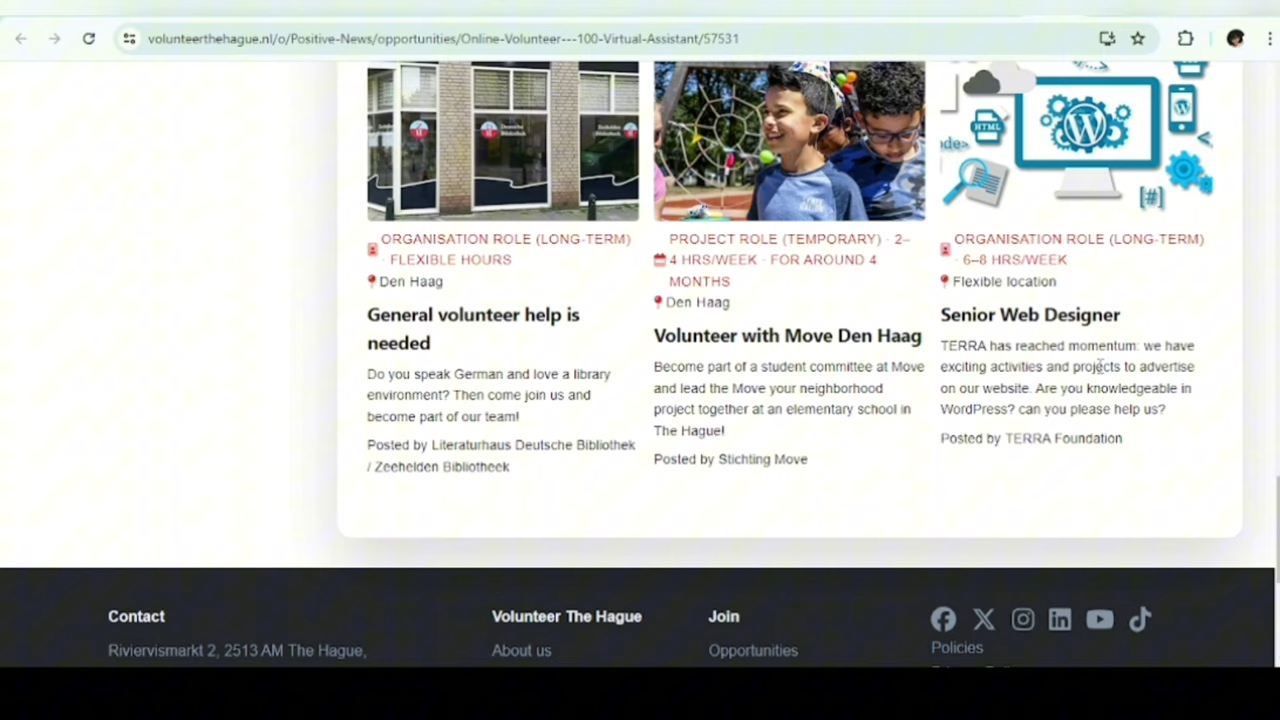 volunteerthehague.nl/o/Positive-News/opportunities/Online-Volunteer---100-Virtual-Assistant/57531
Deutsche
Bibliothek
HTML
de>
<
[#]
ORGANISATION ROLE (LONG-TERM)
· FLEXIBLE HOURS
Den Haag
General volunteer help is
needed
Do you speak German and love a library
environment? Then come join us and
become part of our team!
Posted by Literaturhaus Deutsche Bibliothek
/ Zeehelden Bibliotheek
PROJECT ROLE (TEMPORARY) · 2–
4 HRS/WEEK · FOR AROUND 4
MONTHS
Den Haag
Volunteer with Move Den Haag
Become part of a student committee at Move
and lead the Move your neighborhood
project together at an elementary school in
The Hague!
Posted by Stichting Move
ORGANISATION ROLE (LONG-TERM)
· 6–8 HRS/WEEK
Flexible location
Senior Web Designer
TERRA has reached momentum: we have
exciting activities and projects to advertise
on our website. Are you knowledgeable in
WordPress? can you please help us?
Posted by TERRA Foundation
Contact
Riviervismarkt 2, 2513 AM The Hague,
Volunteer The Hague
About us
Join
Opportunities
Policies